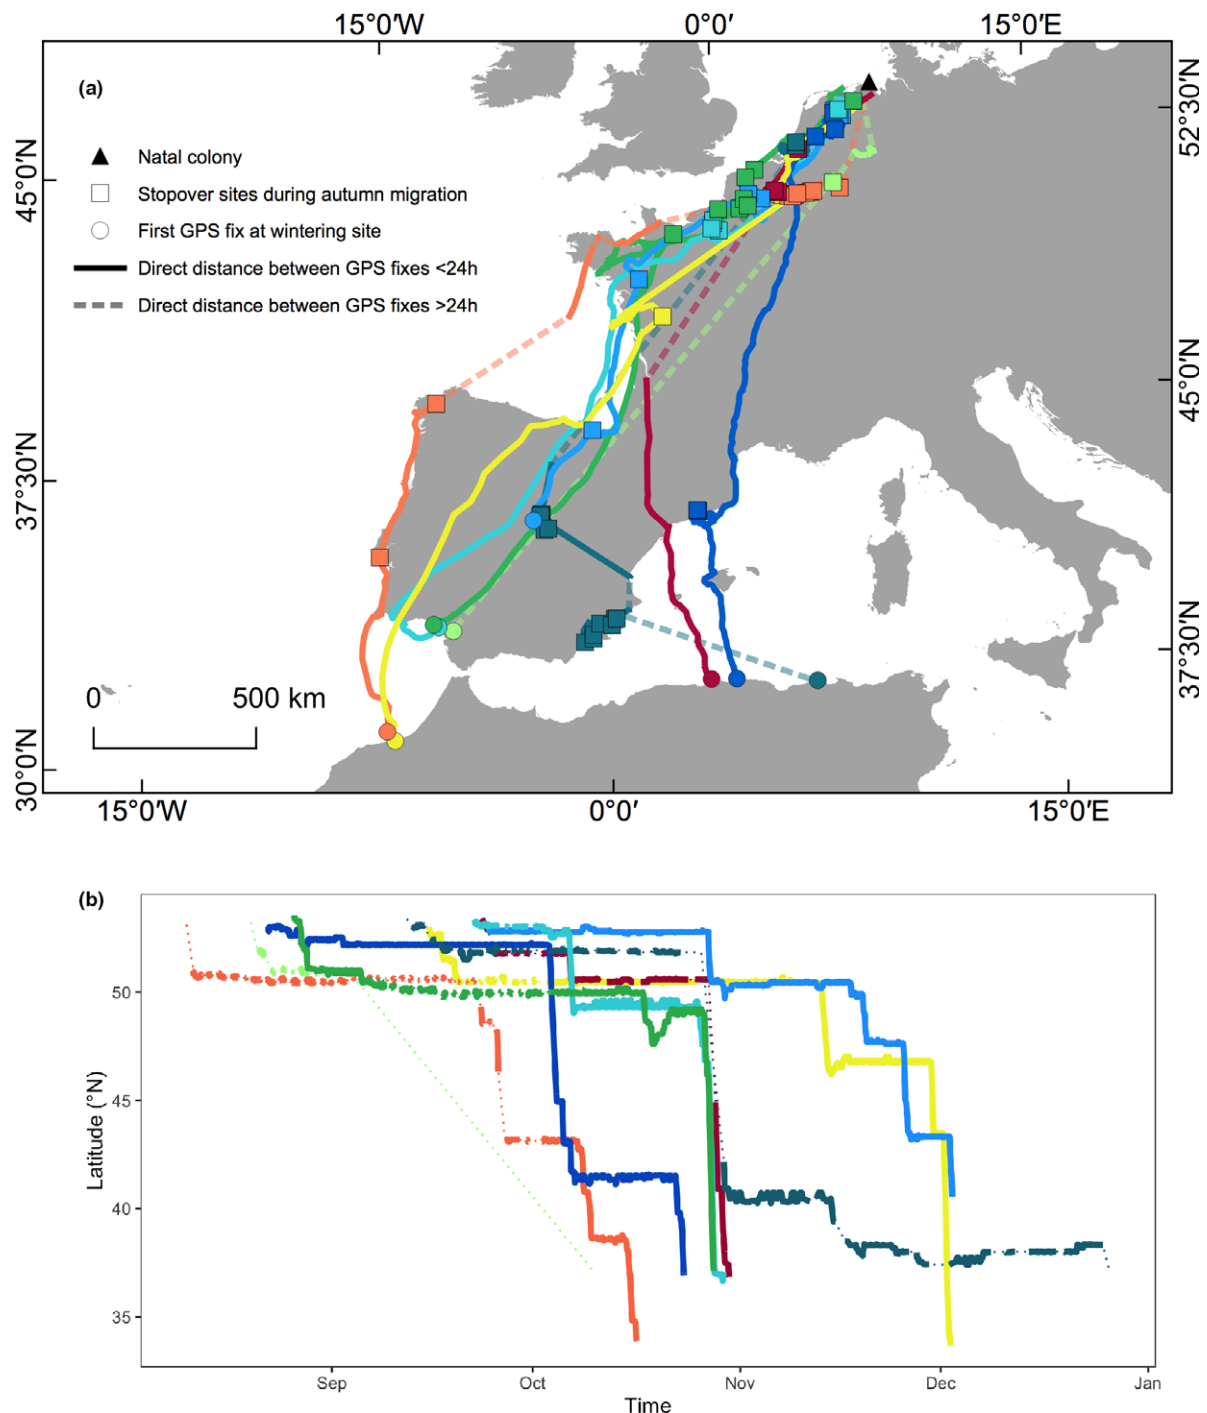 15°0′W 0°0′ 15°0′E
(a)
Natal colony
Stopover sites during autumn migration
First GPS fix at wintering site
Direct distance between GPS fixes <24h
Direct distance between GPS fixes >24h
45°0′N
37°30′N
30°0′N
52°30′N
45°0′N
37°30′N
0 500 km
15°0′W 0°0′ 15°0′E
(b)
Latitude (°N)
50
45
40
35
Sep Oct Nov Dec Jan
Time